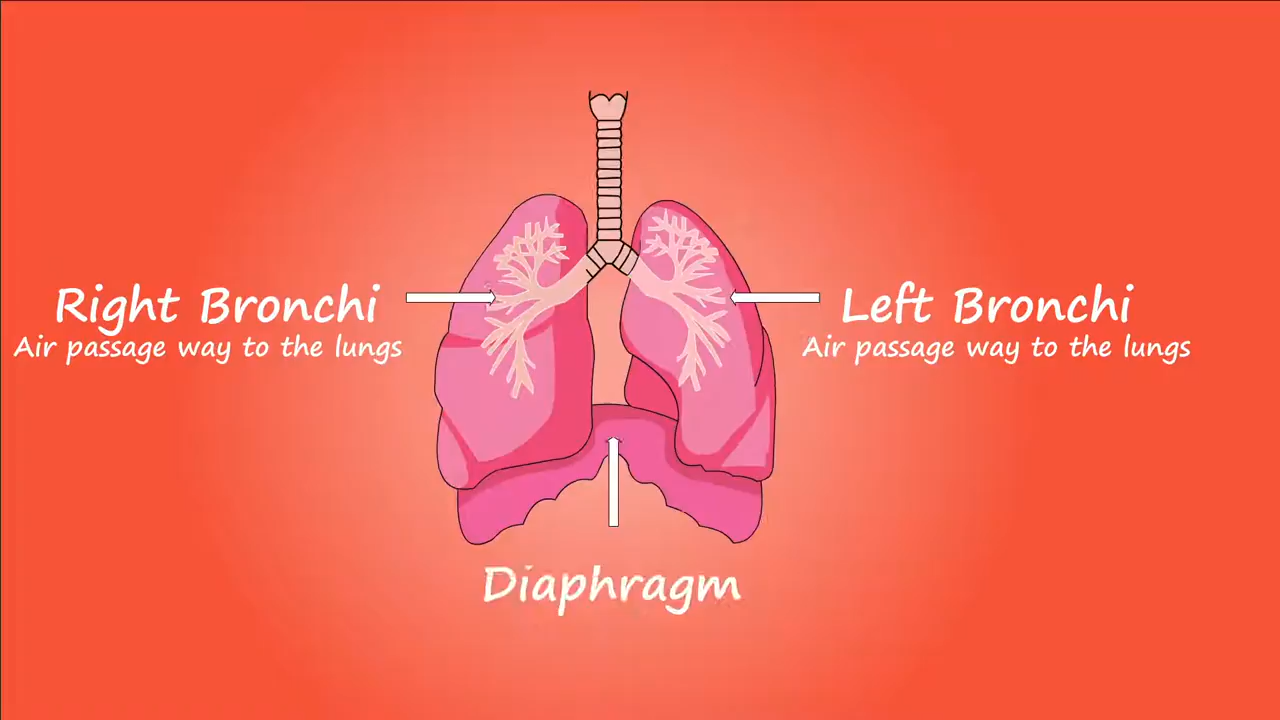 Right Bronchi
Air passage way to the lungs
Left Bronchi
Air passage way to the lungs
Diaphragm